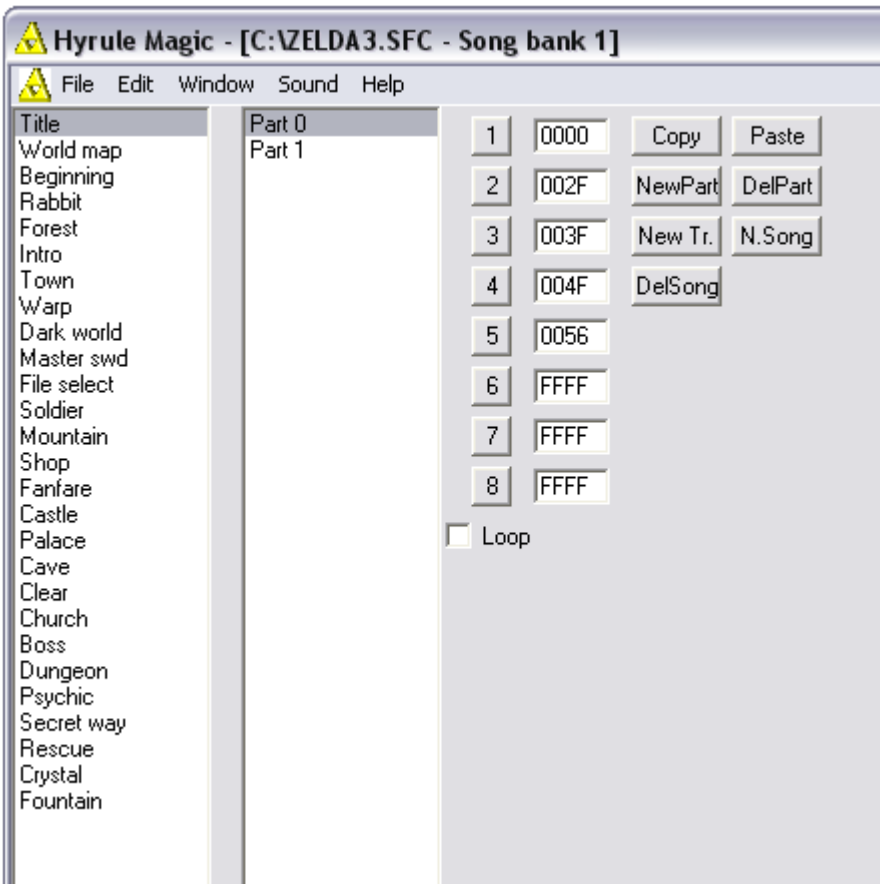 Hyrule Magic - [C:\ZELDA3.SFC - Song bank 1]
File Edit Window Sound Help
Title
World map
Beginning
Rabbit
Forest
Intro
Town
Warp
Dark world
Master swd
File select
Soldier
Mountain
Shop
Fanfare
Castle
Palace
Cave
Clear
Church
Boss
Dungeon
Psychic
Secret way
Rescue
Crystal
Fountain
Part 0
Part 1
1 0000 Copy Paste
2 002F NewPart DelPart
3 003F New Tr. N.Song
4 004F DelSong
5 0056
6 FFFF
7 FFFF
8 FFFF
Loop